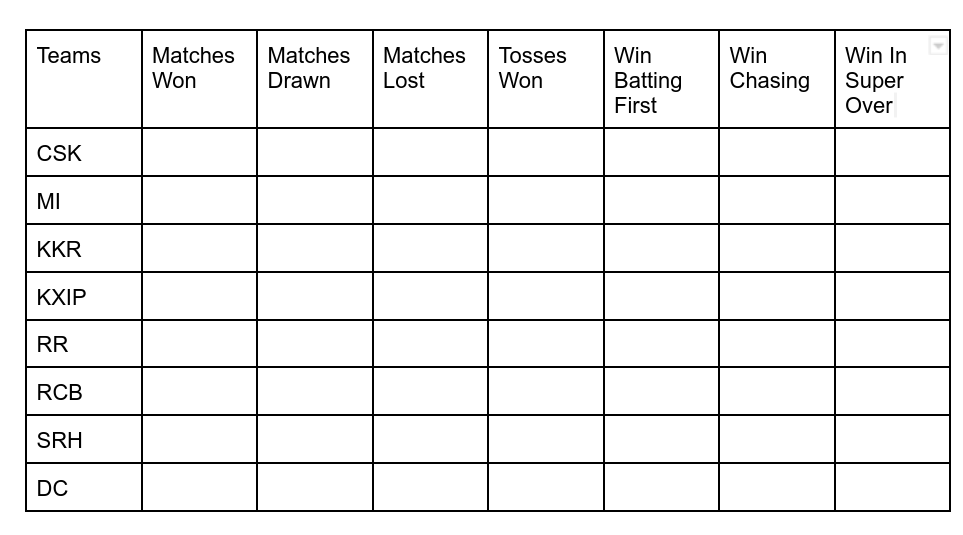 Teams Matches Matches Matches Tosses Win Win Win In
Won Drawn Lost Won Batting Chasing Super
First Over
CSK
MI
KKR
KXIP
RR
RCB
SRH
DC